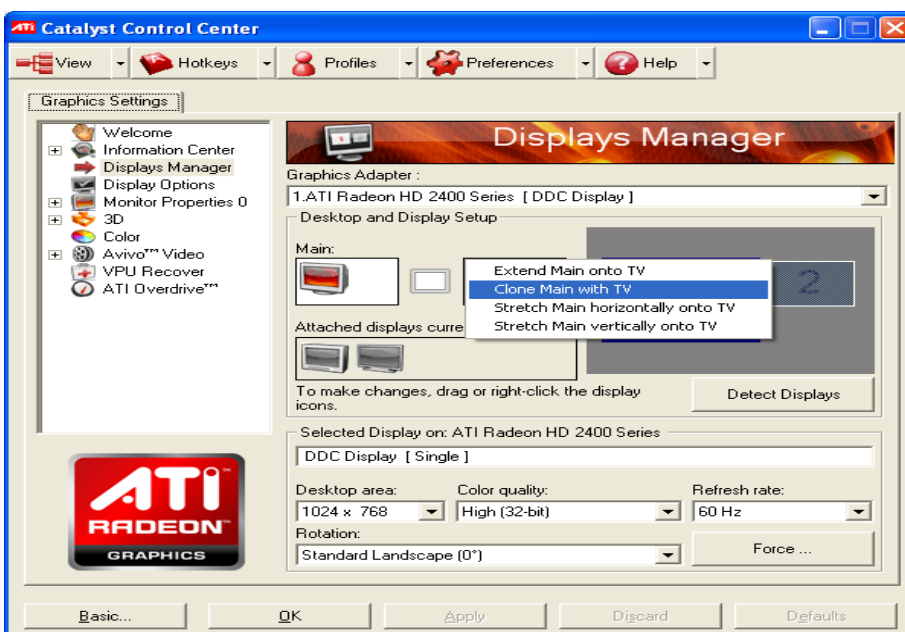 ATI Catalyst Control Center
View Hotkeys Profiles Preferences Help
Graphics Settings
Welcome
Information Center
Displays Manager
Display Options
Monitor Properties 0
3D
Color
Avivo™ Video
VPU Recover
ATI Overdrive™
ATI
RADEON™
GRAPHICS
Displays Manager
Graphics Adapter :
1.ATI Radeon HD 2400 Series [ DDC Display ]
Desktop and Display Setup
Main:
Extend Main onto TV
Clone Main with TV
Stretch Main horizontally onto TV
Stretch Main vertically onto TV
2
Attached displays curre
To make changes, drag or right-click the display
icons.
Detect Displays
Selected Display on: ATI Radeon HD 2400 Series
DDC Display [ Single ]
Desktop area: Color quality: Refresh rate:
1024 x 768 High (32-bit) 60 Hz
Rotation:
Standard Landscape (0°)
Force ...
Basic... OK Apply Discard Defaults